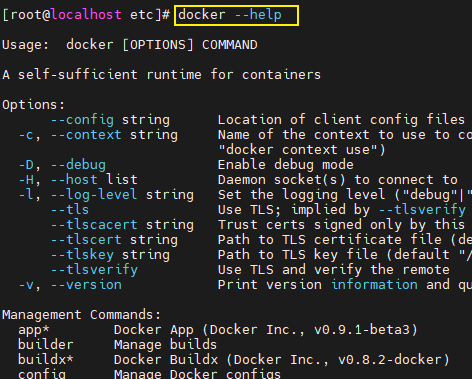 [root@localhost etc]# docker --help
Usage:  docker [OPTIONS] COMMAND
A self-sufficient runtime for containers
Options:
      --config string      Location of client config files
  -c, --context string     Name of the context to use to co
                           "docker context use")
  -D, --debug              Enable debug mode
  -H, --host list          Daemon socket(s) to connect to
  -l, --log-level string   Set the logging level ("debug"|"
      --tls                Use TLS; implied by --tlsverify
      --tlscacert string   Trust certs signed only by this
      --tlscert string     Path to TLS certificate file (de
      --tlskey string      Path to TLS key file (default "/
      --tlsverify          Use TLS and verify the remote
  -v, --version            Print version information and qu
Management Commands:
  app*        Docker App (Docker Inc., v0.9.1-beta3)
  builder     Manage builds
  buildx*     Docker Buildx (Docker Inc., v0.8.2-docker)
  config      Manage Docker configs